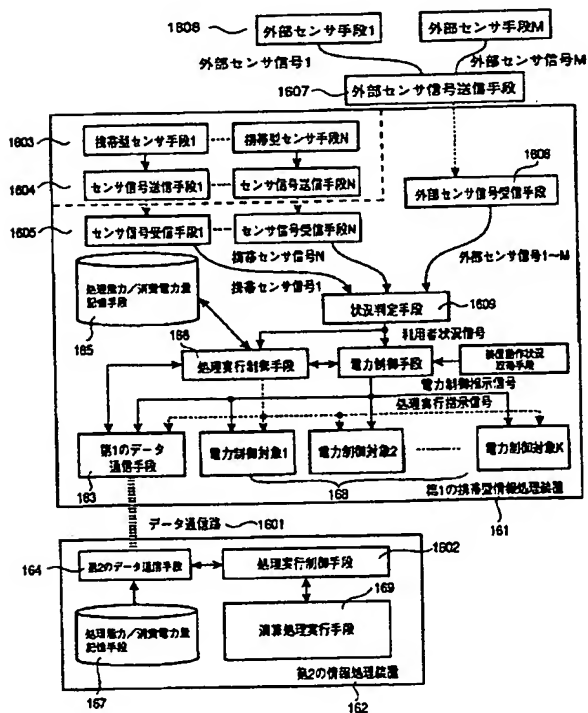 1606
外部センサ手段1
外部センサ手段M
外部センサ信号1
外部センサ信号M
1607
外部センサ信号送信手段
1603
携帯型センサ手段1
携帯型センサ手段N
1604
センサ信号送信手段1
センサ信号送信手段N
1608
外部センサ信号受信手段
1605
センサ信号受信手段1
センサ信号受信手段N
携帯センサ信号N
携帯センサ信号1
外部センサ信号1~M
処理電力/消費電力量
記憶手段
165
状況判定手段
1609
利用者状況信号
166
処理実行制御手段
電力制御手段
装置動作状況
取得手段
電力制御指示信号
処理実行指示信号
第1のデータ
通信手段
163
電力制御対象1
電力制御対象2
電力制御対象K
168
第1の携帯型情報処理装置
161
データ通信路
1601
1602
164
第2のデータ通信手段
処理実行制御手段
169
処理電力/消費電力量
記憶手段
167
演算処理実行手段
第2の情報処理装置
162